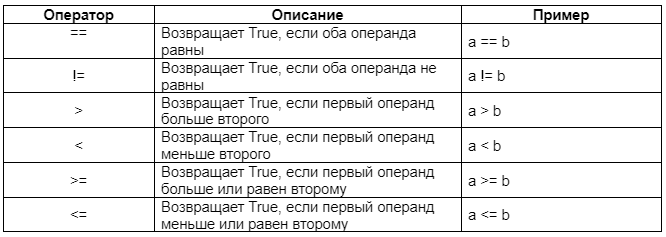 Оператор Описание Пример
== Возвращает True, если оба операнда равны a == b
!= Возвращает True, если оба операнда не равны a != b
> Возвращает True, если первый операнд больше второго a > b
< Возвращает True, если первый операнд меньше второго a < b
>= Возвращает True, если первый операнд больше или равен второму a >= b
<= Возвращает True, если первый операнд меньше или равен второму a <= b